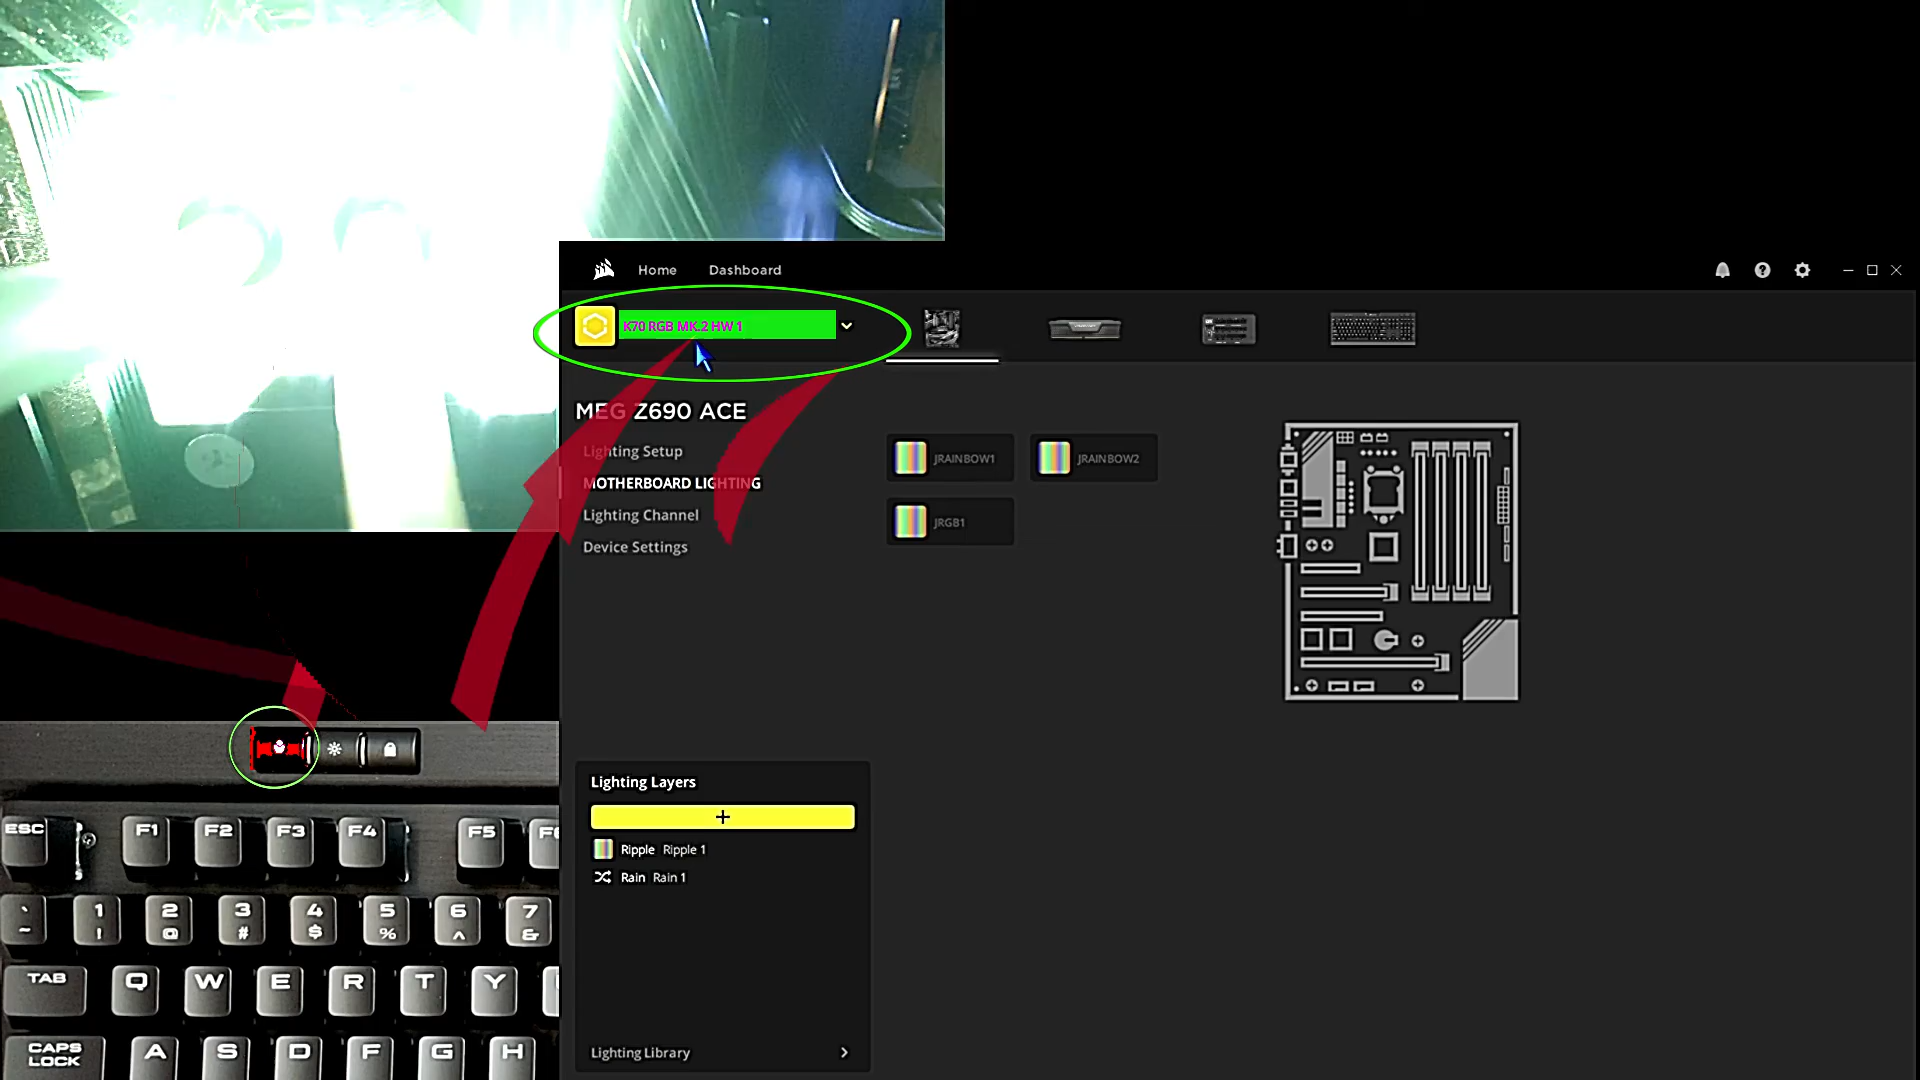 Home
Dashboard
K70 RGB MK.2 HW 1
MEG Z690 ACE
Lighting Setup
MOTHERBOARD LIGHTING
Lighting Channel
Device Settings
JRAINBOW1
JRAINBOW2
JRGB1
Lighting Layers
+
Ripple Ripple 1
Rain Rain 1
Lighting Library
ESC F1 F2 F3 F4 F5
` ~ 1 ! 2 @ 3 # 4 $ 5 % 6 ^ 7 &
TAB Q W E R T Y
CAPS LOCK A S D F G H